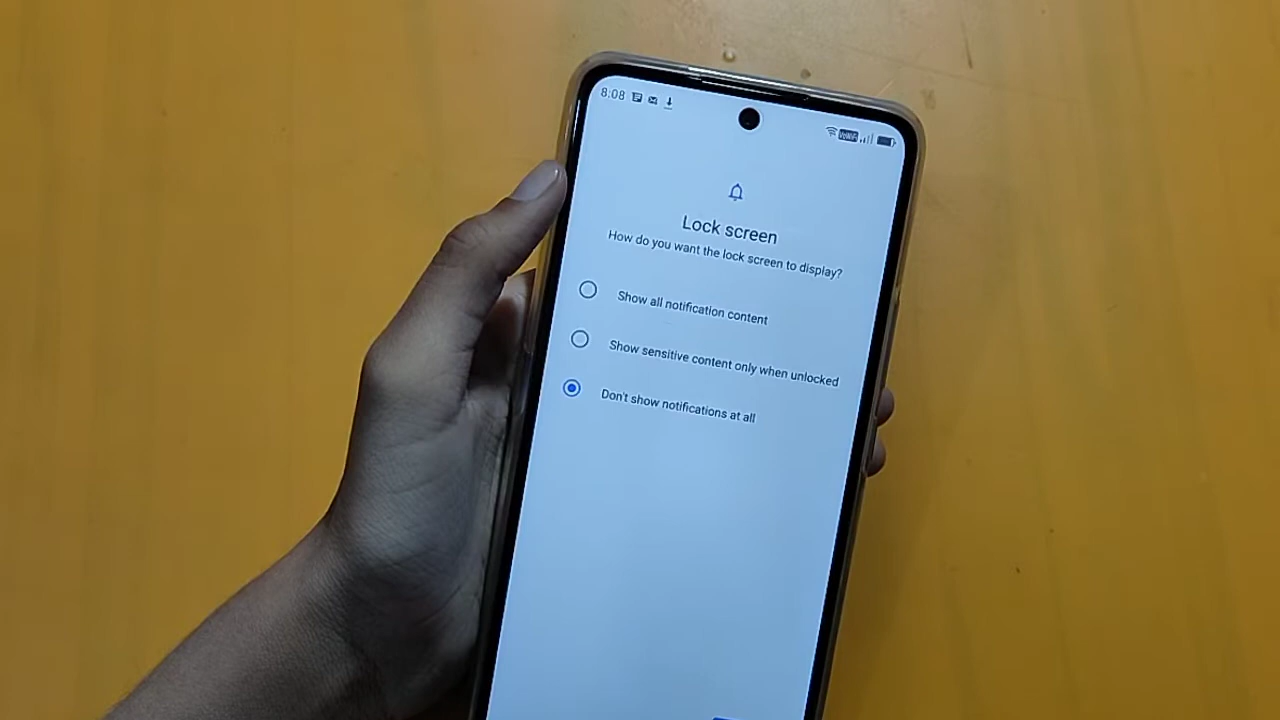 8:08
VoWiFi
Lock screen
How do you want the lock screen to display?
Show all notification content
Show sensitive content only when unlocked
Don't show notifications at all